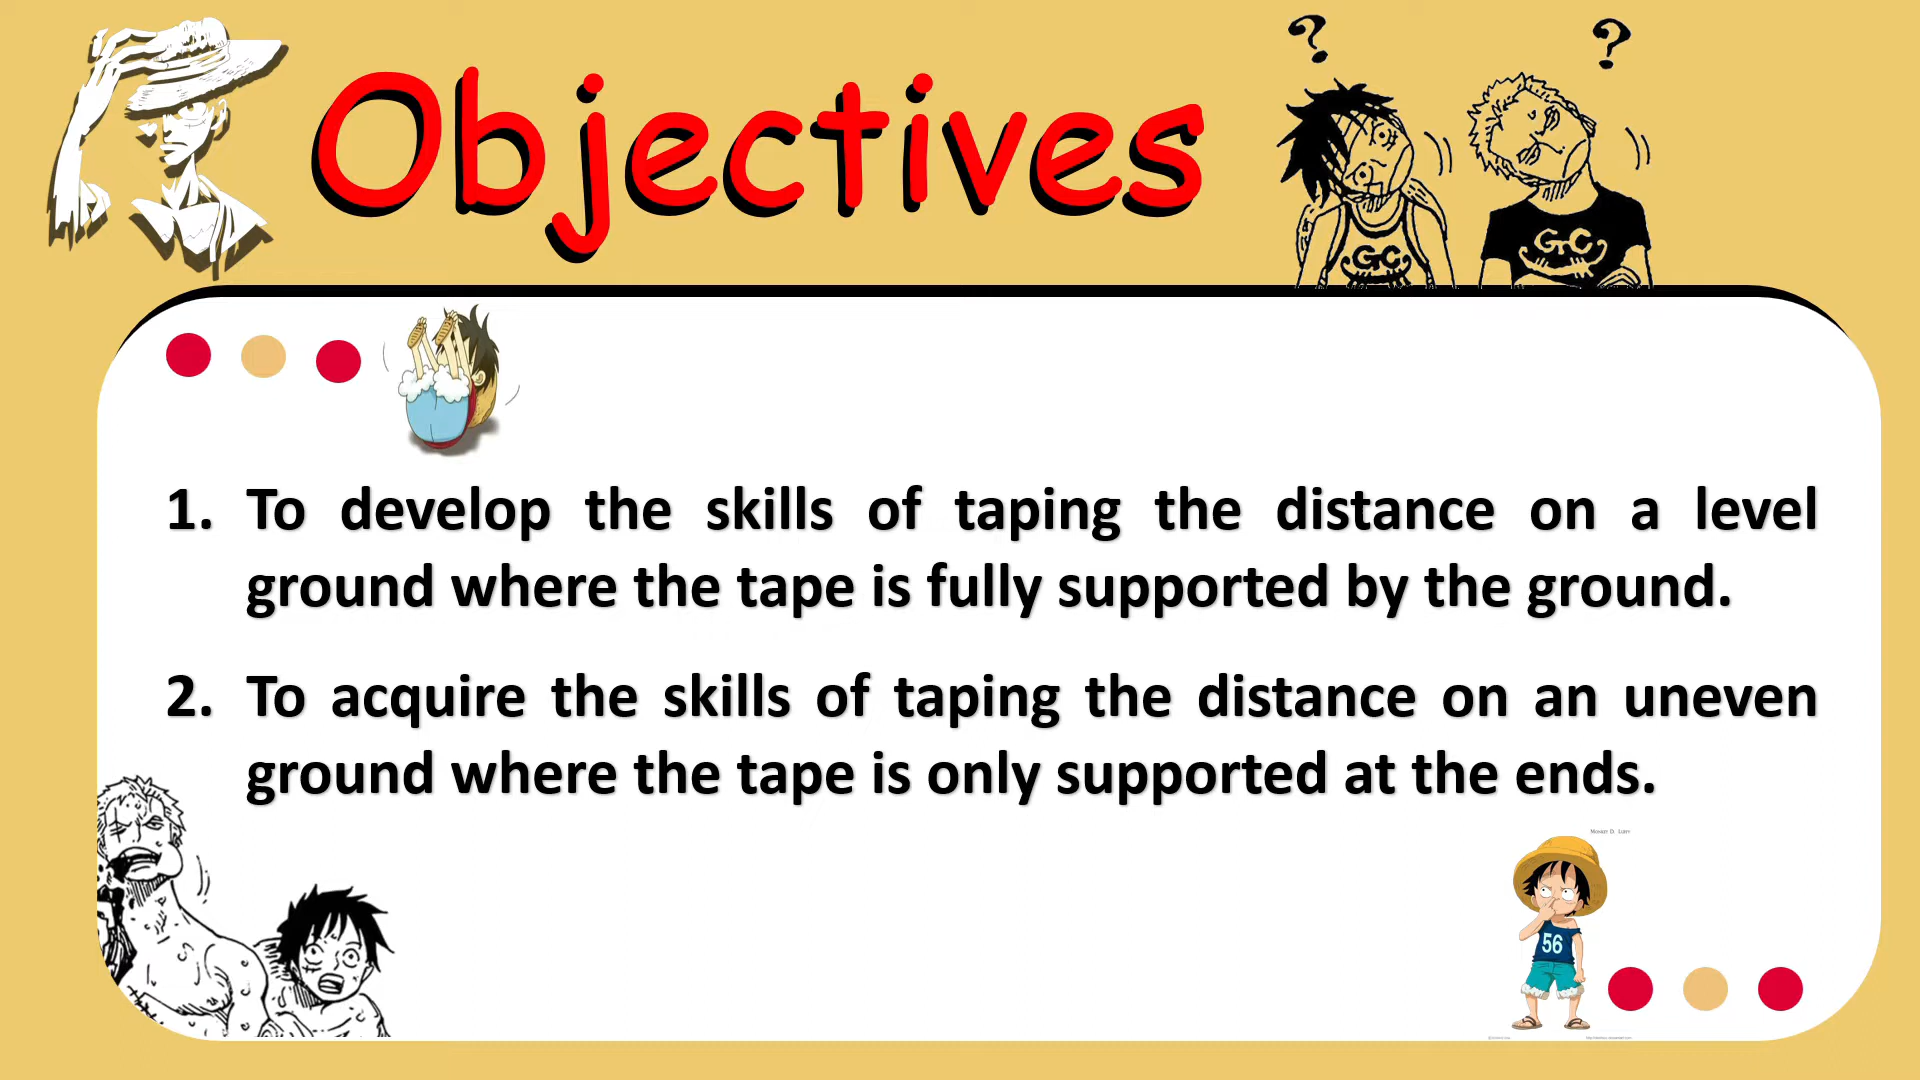 ? ?
Objectives
GC GC
1. To develop the skills of taping the distance on a level
ground where the tape is fully supported by the ground.
2. To acquire the skills of taping the distance on an uneven
ground where the tape is only supported at the ends.
Monkey D. Luffy
56